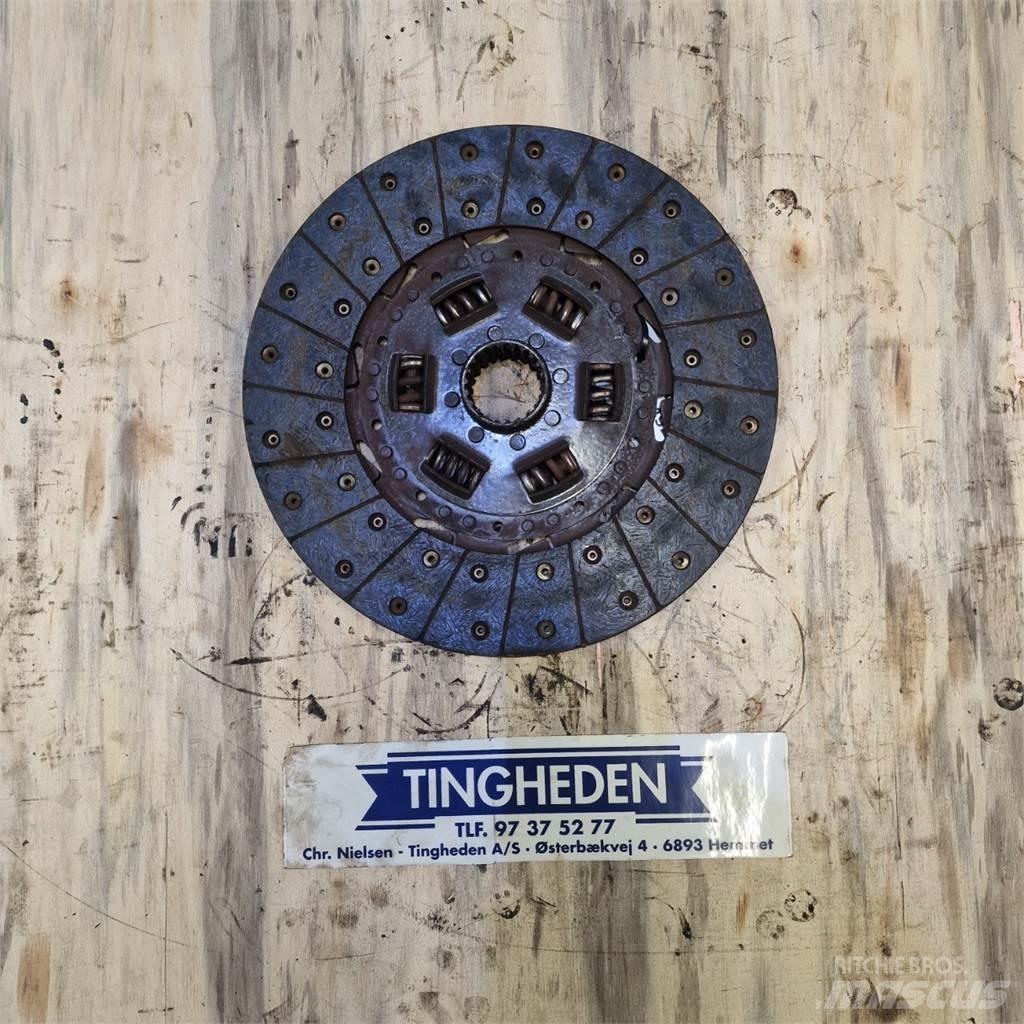 TINGHEDEN
TLF. 97 37 52 77
Chr. Nielsen - Tingheden A/S · Østerbækvej 4 · 6893 Hemmet
RITCHIE BROS.
MASCUS